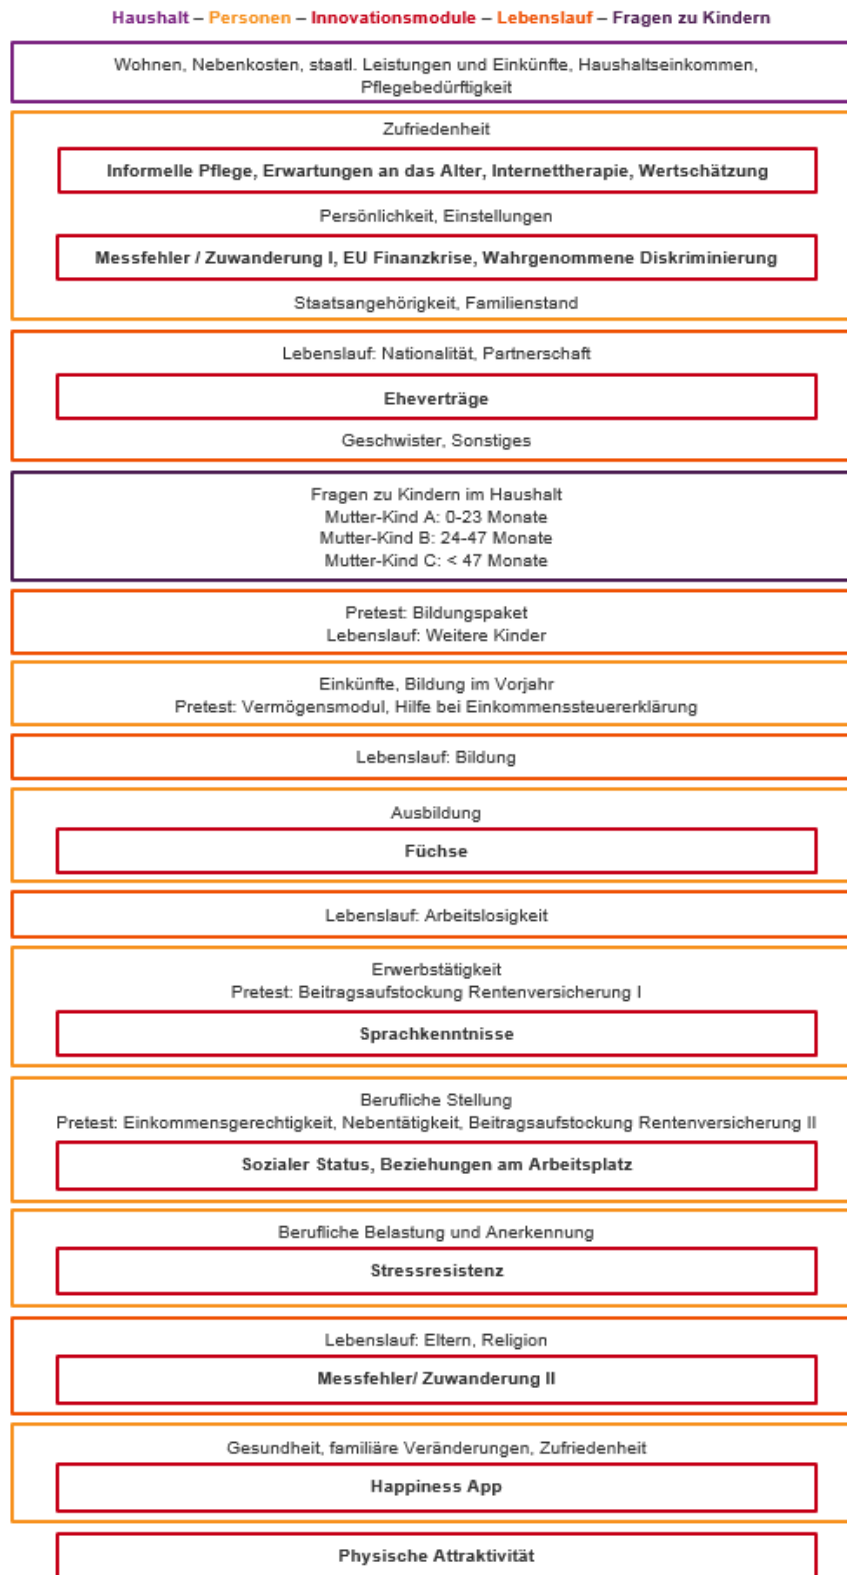 Haushalt – Personen – Innovationsmodule – Lebenslauf – Fragen zu Kindern
Wohnen, Nebenkosten, staatl. Leistungen und Einkünfte, Haushaltseinkommen,
Pflegebedürftigkeit
Zufriedenheit
Informelle Pflege, Erwartungen an das Alter, Internettherapie, Wertschätzung
Persönlichkeit, Einstellungen
Messfehler / Zuwanderung I, EU Finanzkrise, Wahrgenommene Diskriminierung
Staatsangehörigkeit, Familienstand
Lebenslauf: Nationalität, Partnerschaft
Eheverträge
Geschwister, Sonstiges
Fragen zu Kindern im Haushalt
Mutter-Kind A: 0-23 Monate
Mutter-Kind B: 24-47 Monate
Mutter-Kind C: < 47 Monate
Pretest: Bildungspaket
Lebenslauf: Weitere Kinder
Einkünfte, Bildung im Vorjahr
Pretest: Vermögensmodul, Hilfe bei Einkommenssteuererklärung
Lebenslauf: Bildung
Ausbildung
Füchse
Lebenslauf: Arbeitslosigkeit
Erwerbstätigkeit
Pretest: Beitragsaufstockung Rentenversicherung I
Sprachkenntnisse
Berufliche Stellung
Pretest: Einkommensgerechtigkeit, Nebentätigkeit, Beitragsaufstockung Rentenversicherung II
Sozialer Status, Beziehungen am Arbeitsplatz
Berufliche Belastung und Anerkennung
Stressresistenz
Lebenslauf: Eltern, Religion
Messfehler/ Zuwanderung II
Gesundheit, familiäre Veränderungen, Zufriedenheit
Happiness App
Physische Attraktivität